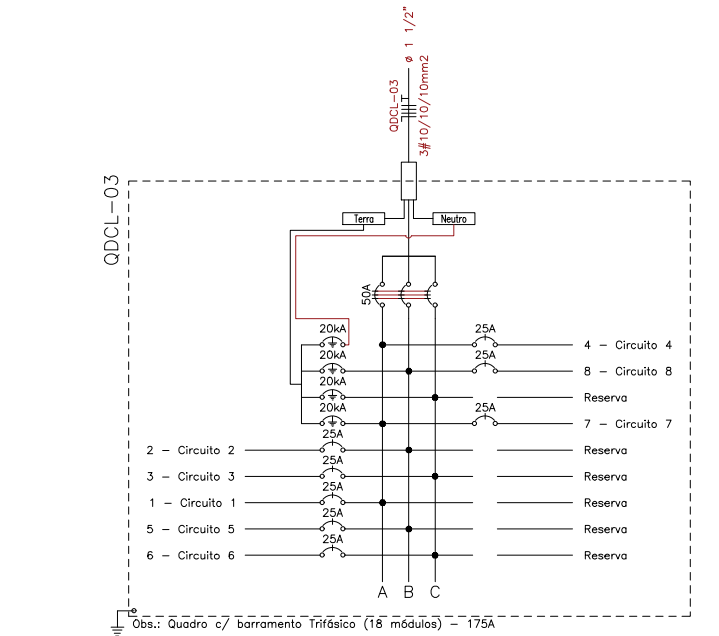 ø 1 1/2"
QDCL-03
3#10/10/10mm2
QDCL-03
Terra
Neutro
50A
20kA
25A
4 - Circuito 4
20kA
25A
8 - Circuito 8
20kA
Reserva
20kA
25A
7 - Circuito 7
2 - Circuito 2
25A
Reserva
3 - Circuito 3
25A
Reserva
1 - Circuito 1
25A
Reserva
5 - Circuito 5
25A
Reserva
6 - Circuito 6
25A
Reserva
A B C
Obs.: Quadro c/ barramento Trifásico (18 módulos) - 175A